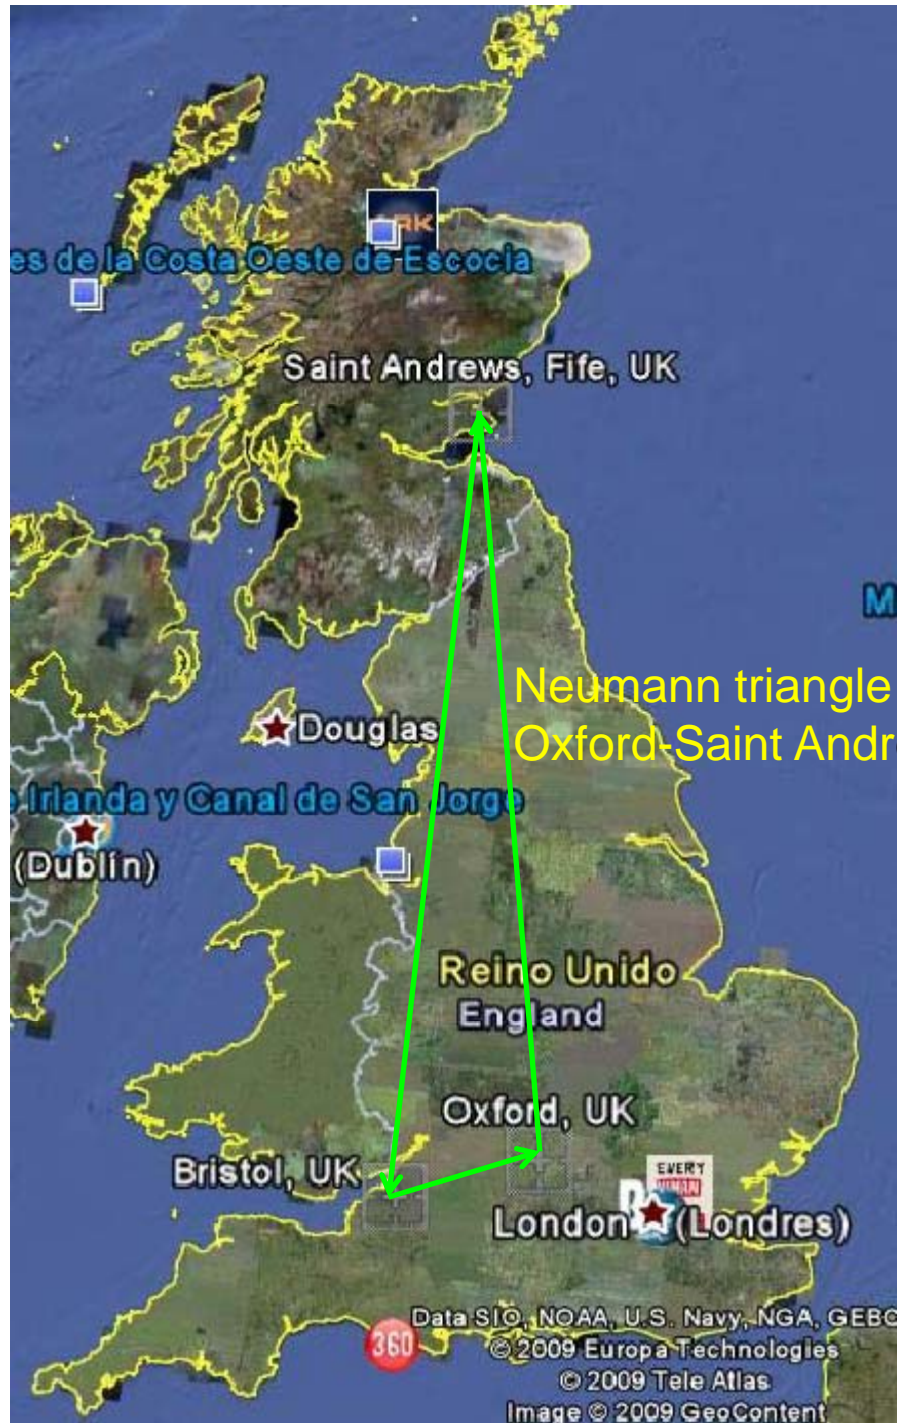 ARK
es de la Costa Oeste de Escocia
Saint Andrews, Fife, UK
M
Neumann triangle
Oxford-Saint Andr
Douglas
Irlanda y Canal de San Jorge
(Dublín)
Reino Unido
England
Oxford, UK
Bristol, UK
EVERY
HUMAN
London (Londres)
Data SIO, NOAA, U.S. Navy, NGA, GEBC
360
© 2009 Europa Technologies
© 2009 Tele Atlas
Image © 2009 GeoContent